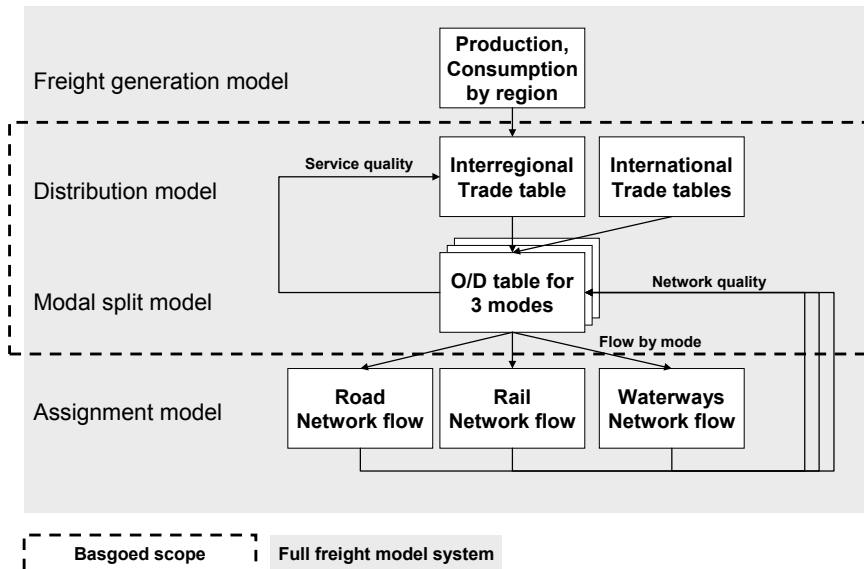 Production,
Consumption
by region
Freight generation model
Service quality
Interregional
Trade table
International
Trade tables
Distribution model
O/D table for
3 modes
Network quality
Modal split model
Flow by mode
Road
Network flow
Rail
Network flow
Waterways
Network flow
Assignment model
Basgoed scope
Full freight model system